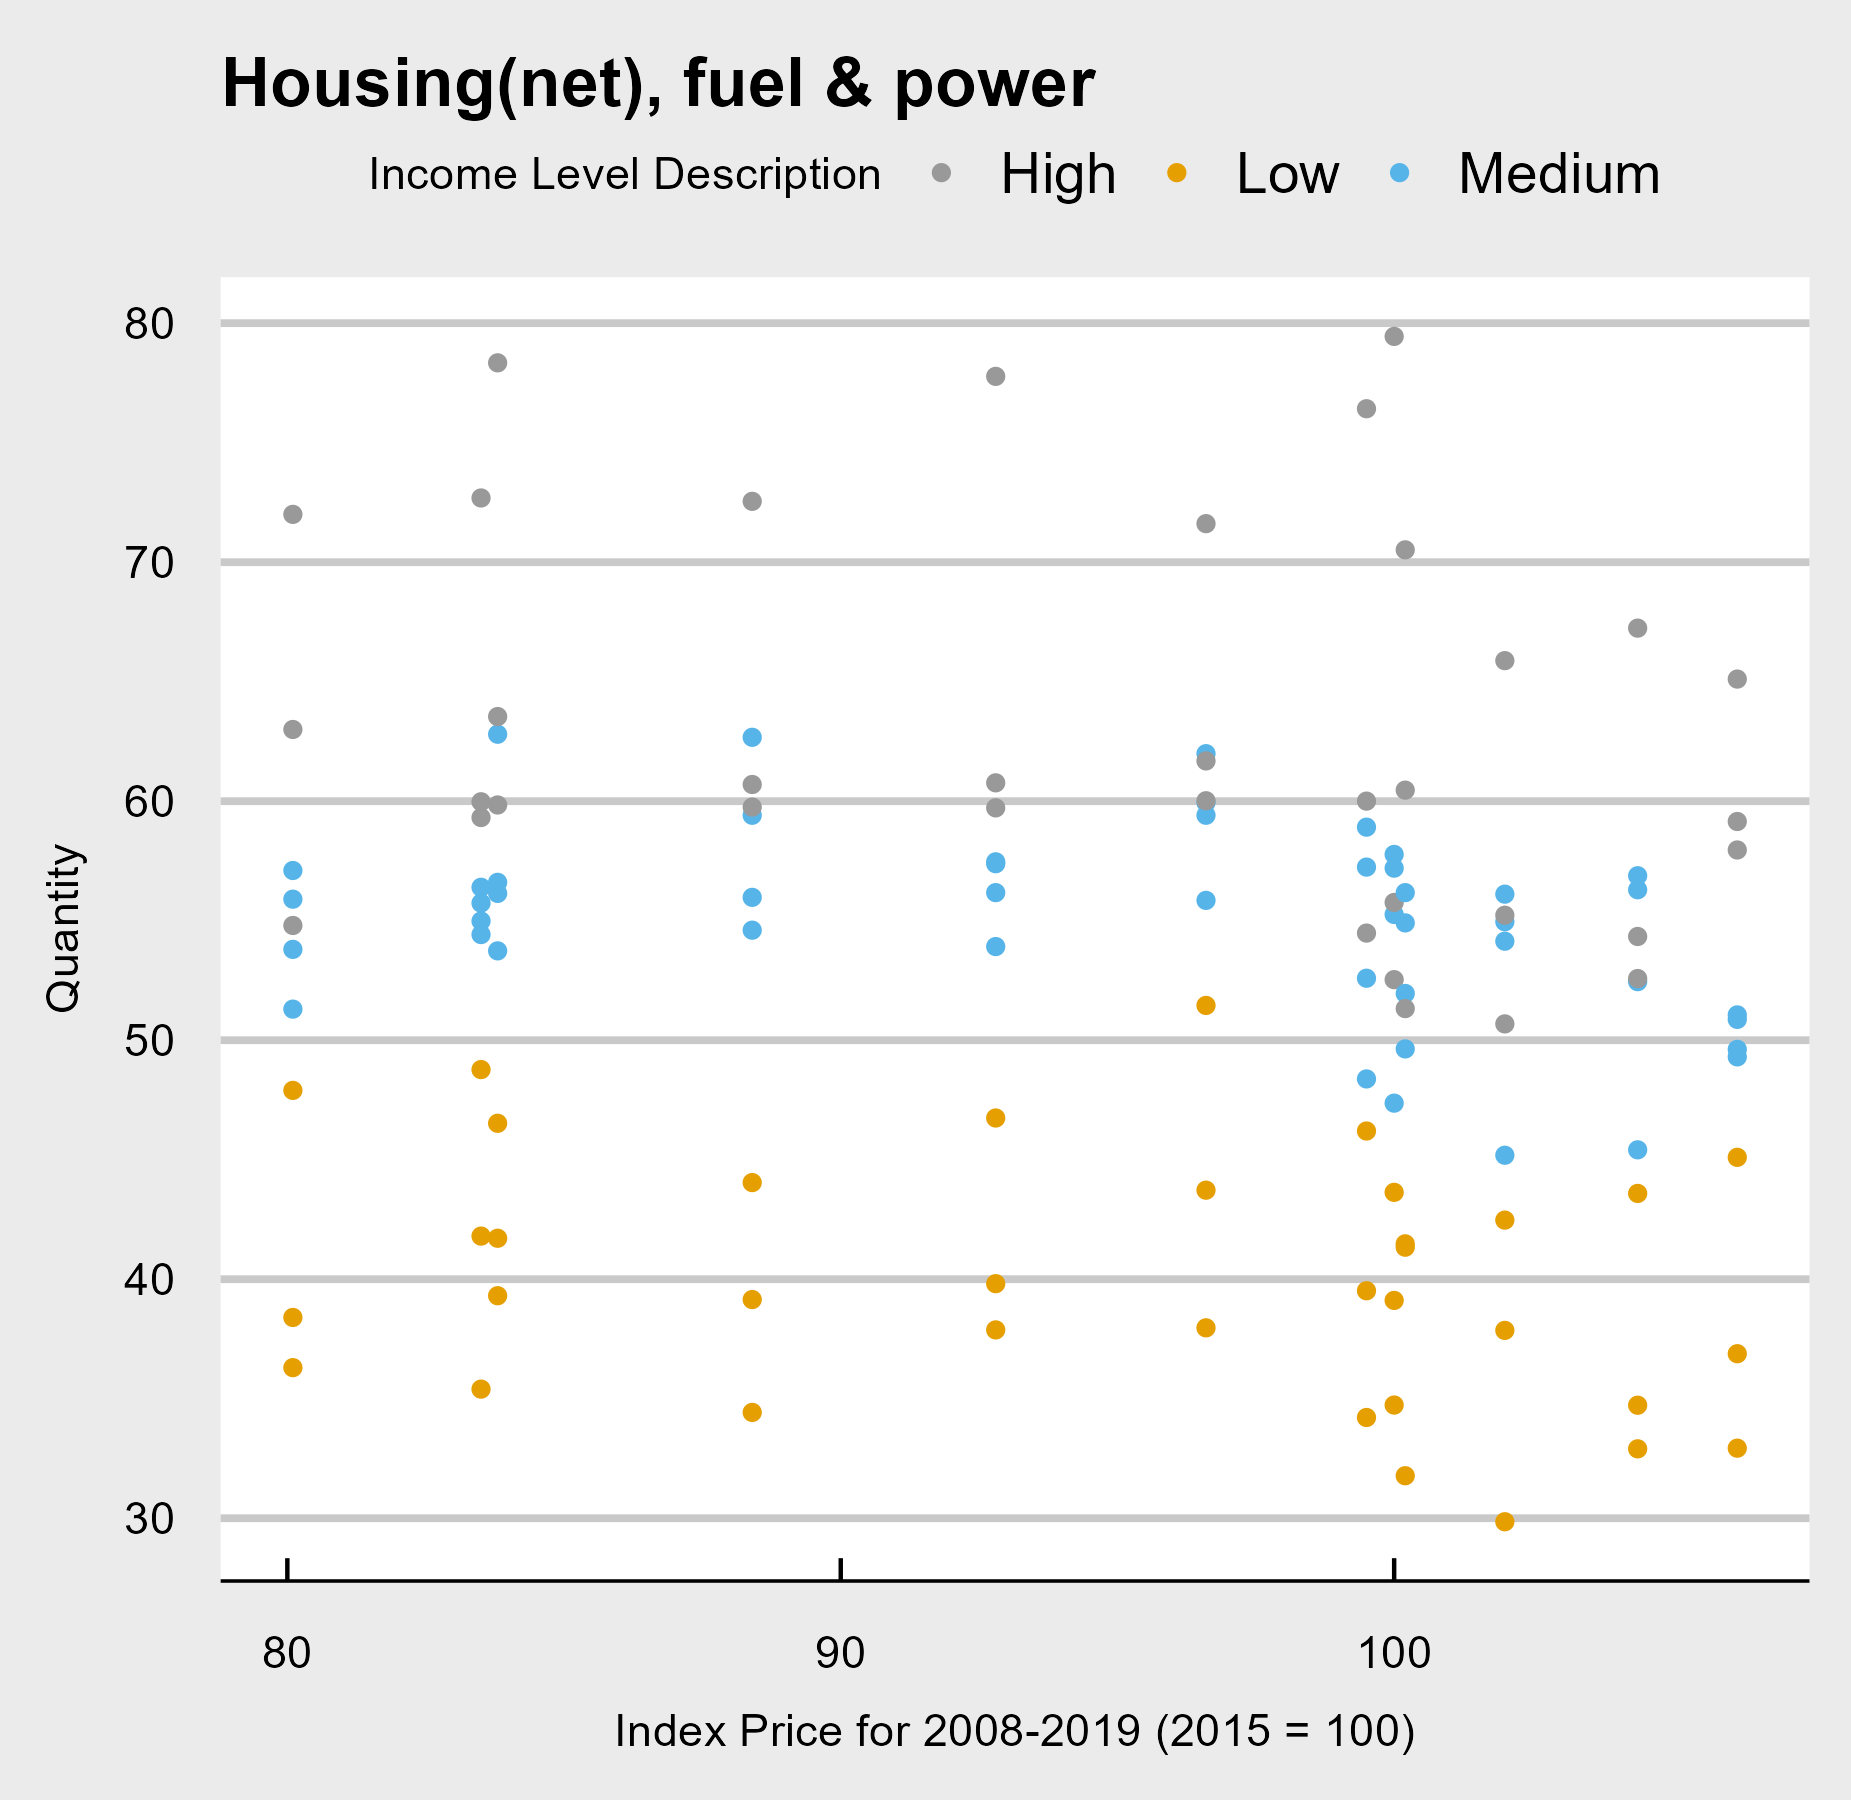 Housing(net), fuel & power
Income Level Description High Low Medium
80
70
60
50
40
30
Quantity
80 90 100
Index Price for 2008-2019 (2015 = 100)